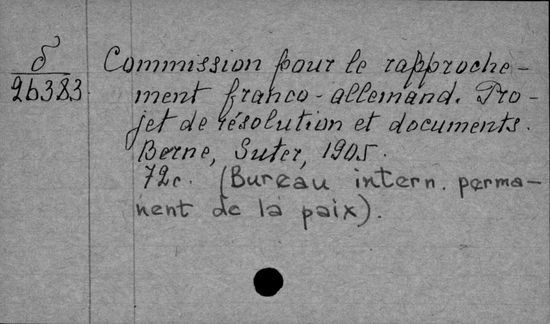 δ
26383
Commission pour le rapproche-
ment franco-allemand. Pro-
jet de résolution et documents.
Berne, Suter, 1905.
72c. (Bureau intern. perma-
nent de la paix).